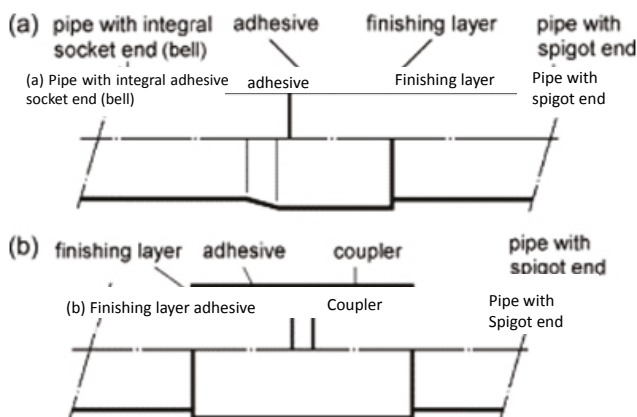 (a) pipe with integral adhesive finishing layer pipe with
socket end (bell) spigot end
(a) Pipe with integral adhesive adhesive Finishing layer Pipe with
socket end (bell) spigot end
(b) finishing layer adhesive coupler pipe with
spigot end
(b) Finishing layer adhesive Coupler Pipe with
Spigot end